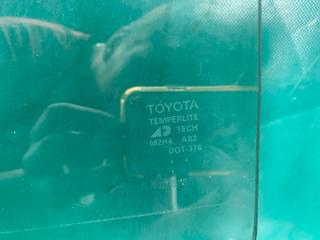 TOYOTA
TEMPERLITE
TECH
M2H4 AS2
DOT-376